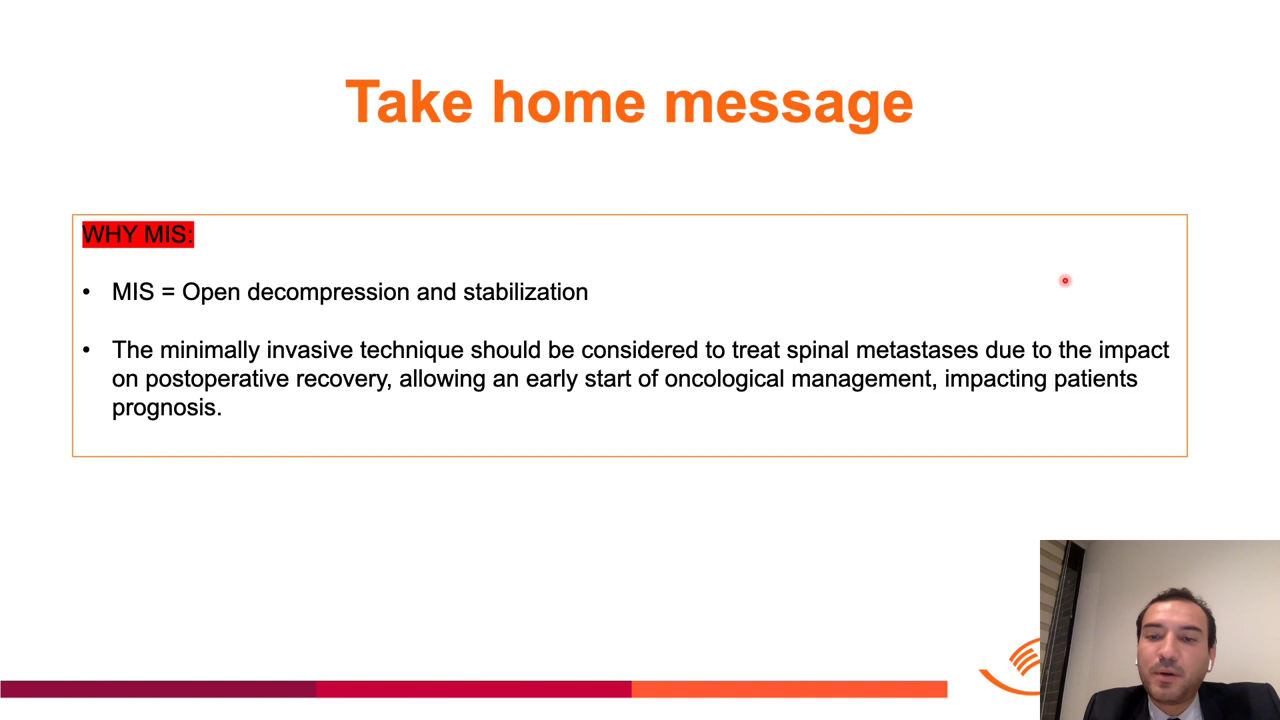 Take home message
WHY MIS:
• MIS = Open decompression and stabilization
• The minimally invasive technique should be considered to treat spinal metastases due to the impact
on postoperative recovery, allowing an early start of oncological management, impacting patients
prognosis.